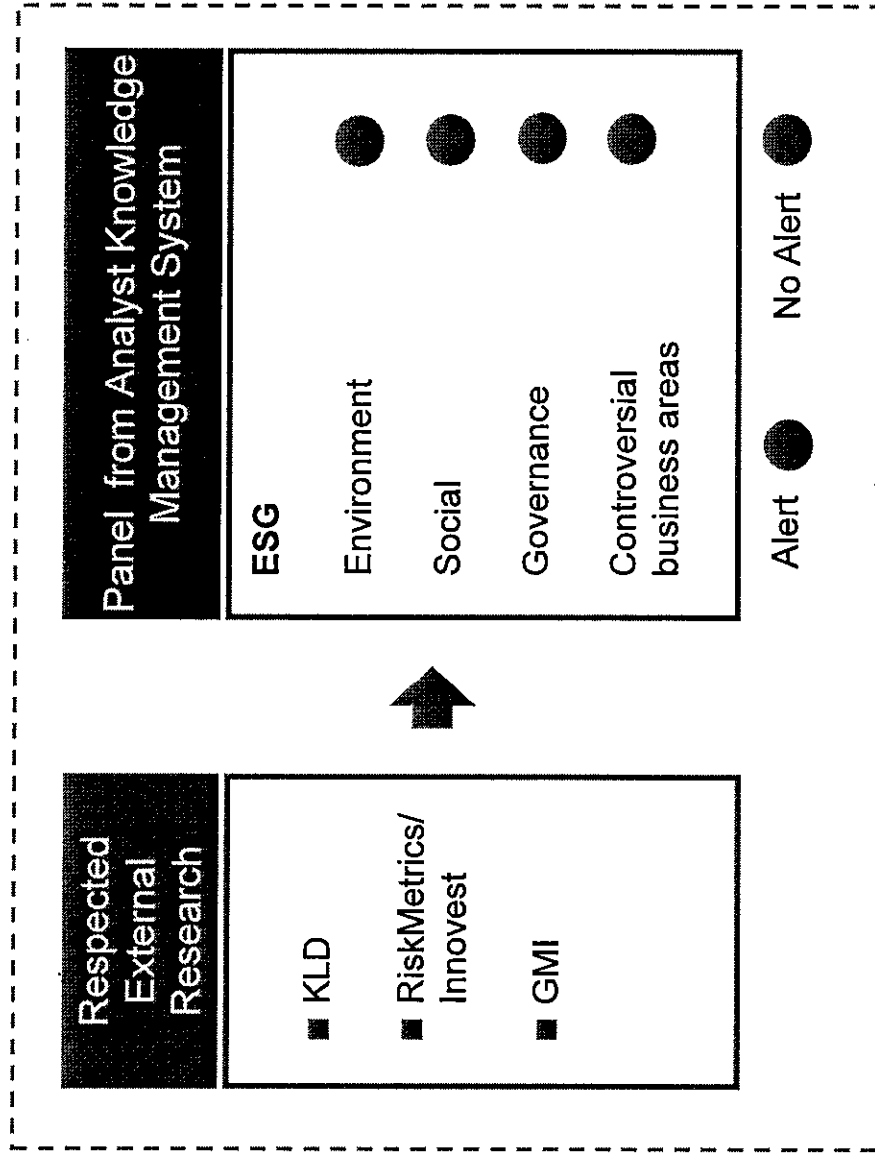 Respected
External
Research
■ KLD
■ RiskMetrics/
Innovest
■ GMI
Panel from Analyst Knowledge
Management System
ESG
Environment
Social
Governance
Controversial
business areas
Alert
No Alert